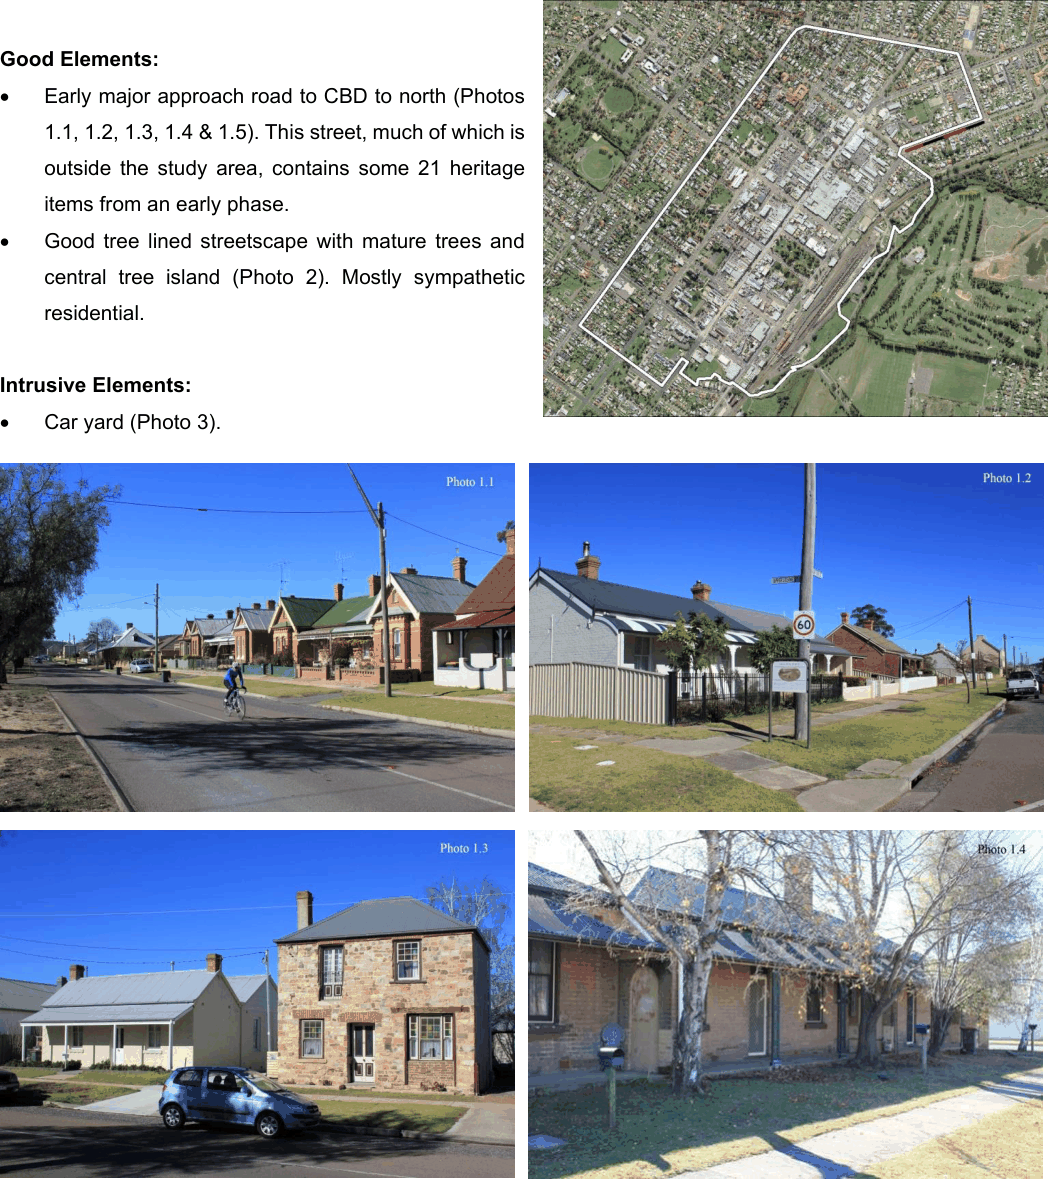 Good Elements:
• Early major approach road to CBD to north (Photos
1.1, 1.2, 1.3, 1.4 & 1.5). This street, much of which is
outside the study area, contains some 21 heritage
items from an early phase.
• Good tree lined streetscape with mature trees and
central tree island (Photo 2). Mostly sympathetic
residential.
Intrusive Elements:
• Car yard (Photo 3).
Photo 1.1
Photo 1.2
60
Photo 1.3
Photo 1.4